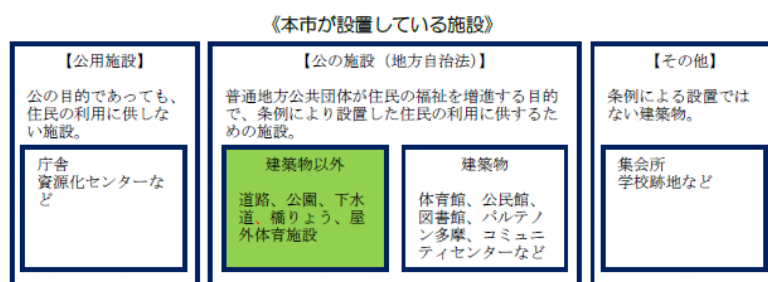 《本市が設置している施設》
【公用施設】
公の目的であっても、
住民の利用に供しな
い施設。
庁舎
資源化センターな
ど
【公の施設（地方自治法)】
普通地方公共団体が住民の福祉を増進する目的
で、条例により設置した住民の利用に供するた
めの施設。
建築物以外
道路、公園、下水
道、橋りょう、屋
外体育施設
建築物
体育館、公民館、
図書館、パルテノ
ン多摩、コミュニ
ティセンターなど
【その他】
条例による設置では
ない建築物。
集会所
学校跡地など